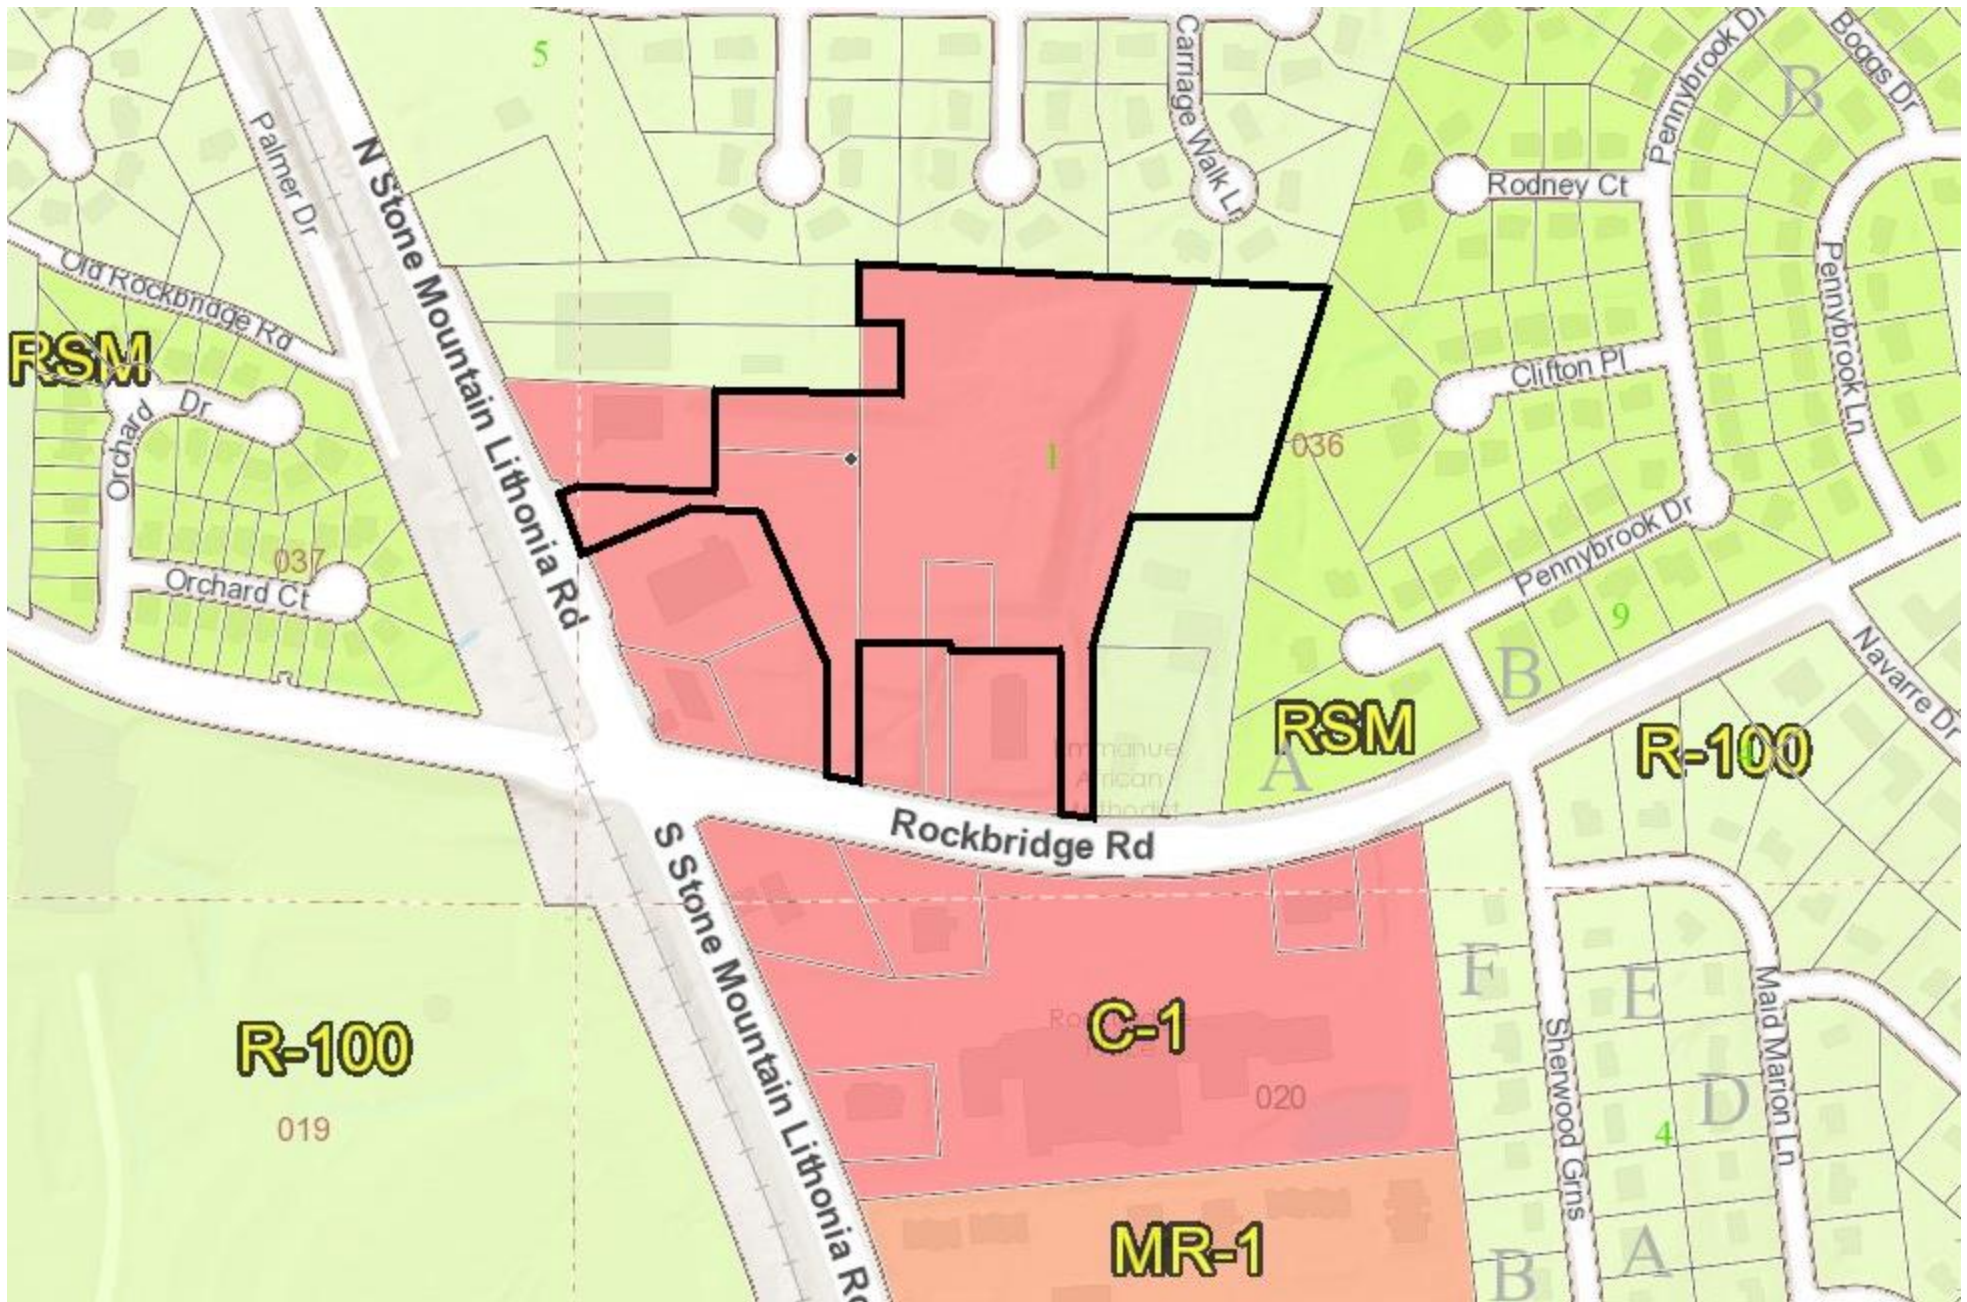 5
Carriage Walk Ln
Pennybrook Dr
Boggs Dr
B
Palmer Dr
N Stone Mountain Lithonia Rd
Rodney Ct
Old Rockbridge Rd
Pennybrook Ln
RSM
Clifton Pl
Orchard Dr
1
036
Pennybrook Dr
037
Orchard Ct
9
B
Navarre Dr
RSM
R-100
A
African
Rockbridge Rd
S Stone Mountain Lithonia Rd
F
E
Maid Marion Ln
C-1
R-100
Sherwood Grns
D
020
019
4
MR-1
A
B